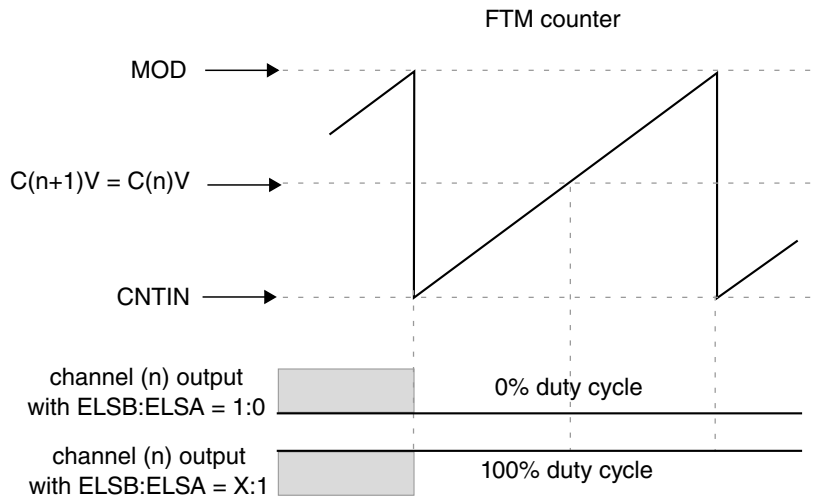 FTM counter
MOD
C(n+1)V = C(n)V
CNTIN
channel (n) output
with ELSB:ELSA = 1:0
0% duty cycle
channel (n) output
with ELSB:ELSA = X:1
100% duty cycle